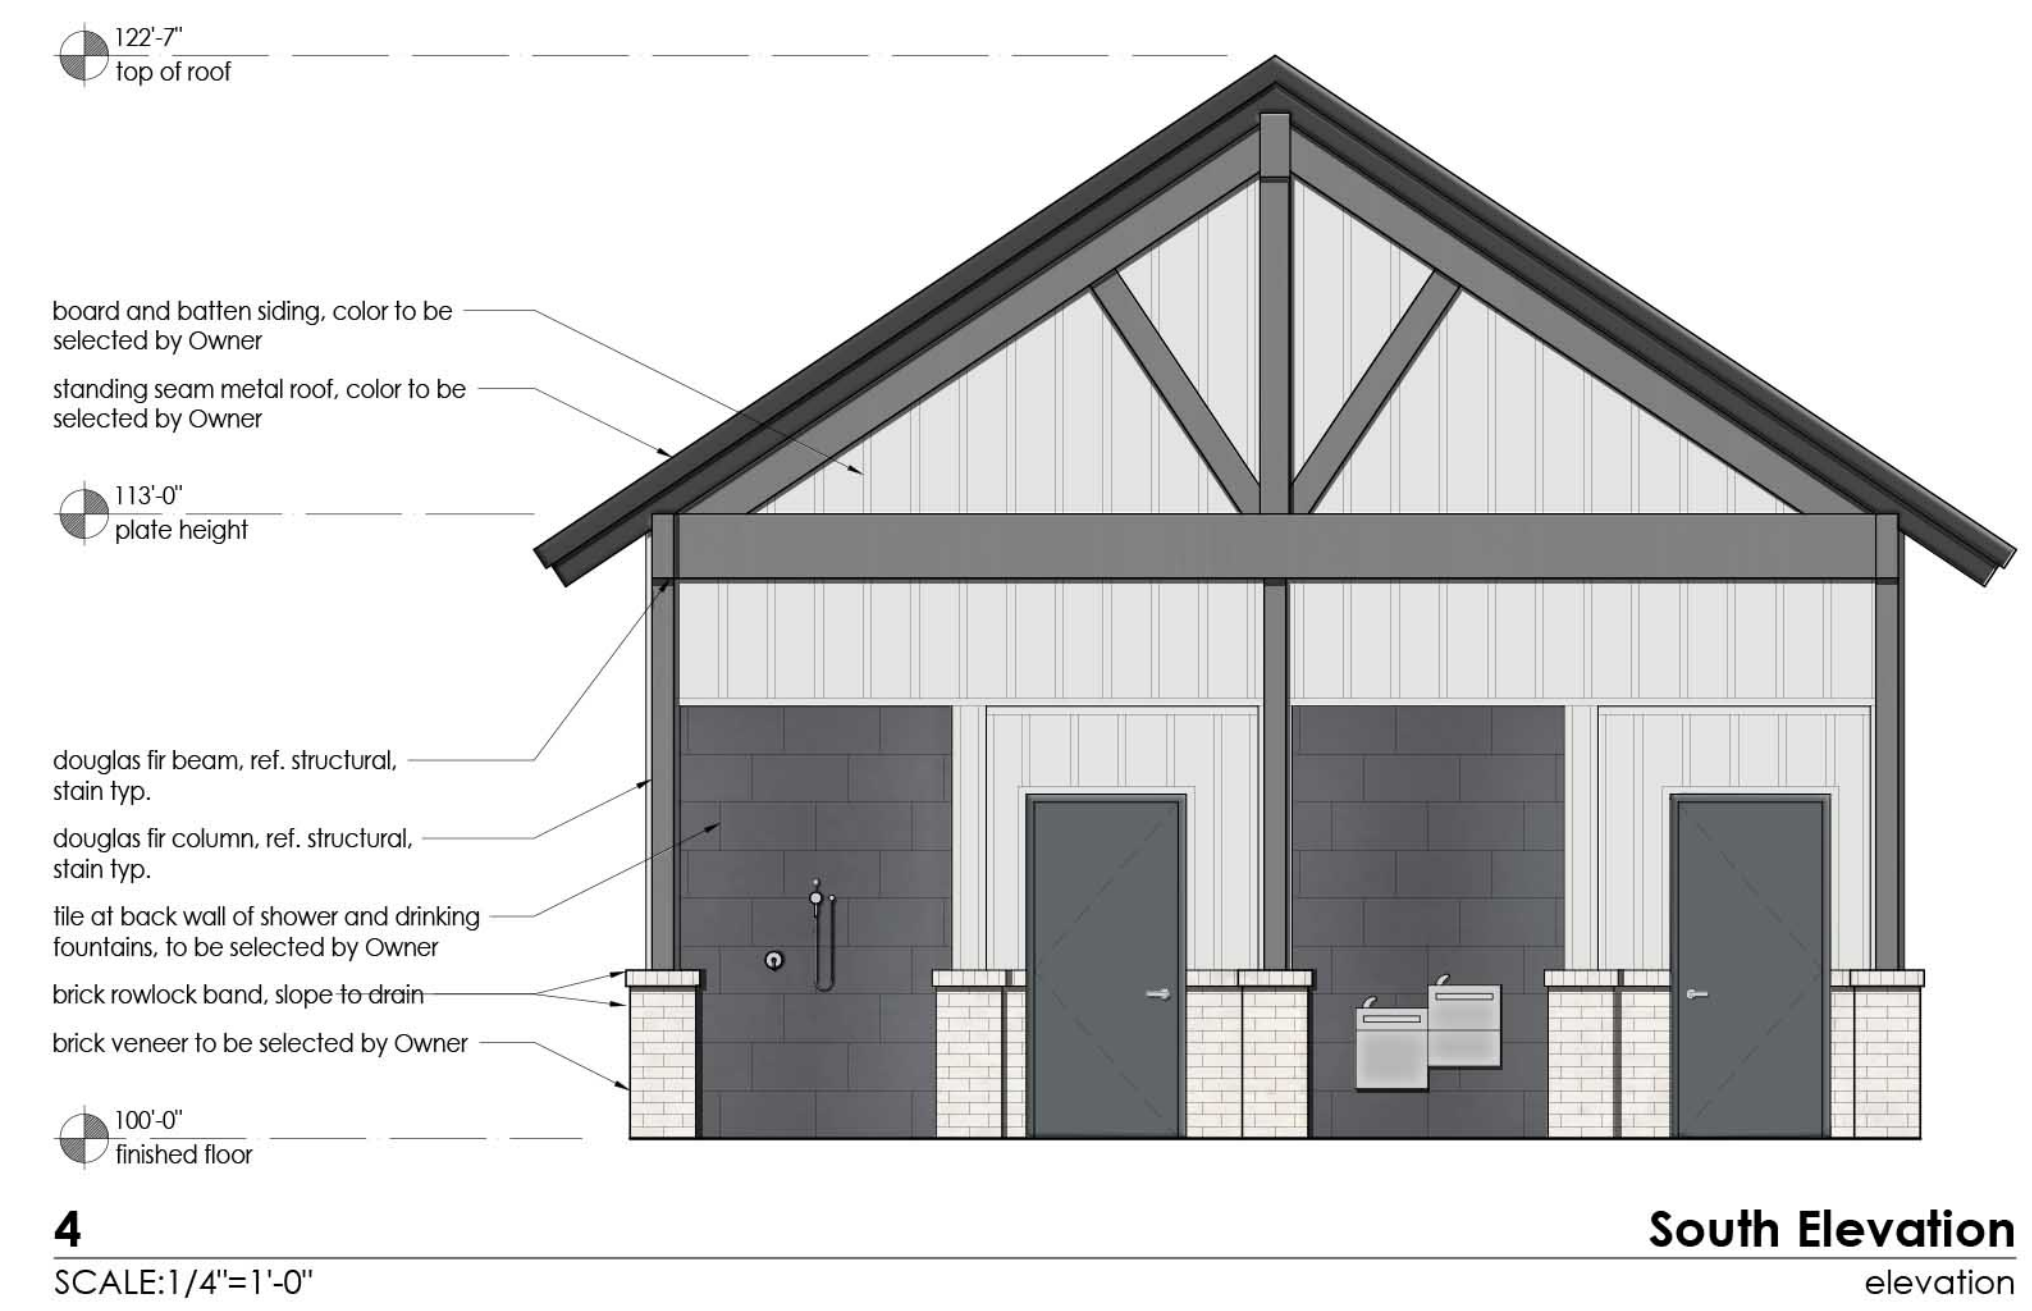 122'-7"
top of roof
board and batten siding, color to be
selected by Owner
standing seam metal roof, color to be
selected by Owner
113'-0"
plate height
douglas fir beam, ref. structural,
stain typ.
douglas fir column, ref. structural,
stain typ.
tile at back wall of shower and drinking
fountains, to be selected by Owner
brick rowlock band, slope to drain
brick veneer to be selected by Owner
100'-0"
finished floor
4
South Elevation
SCALE:1/4"=1'-0"
elevation